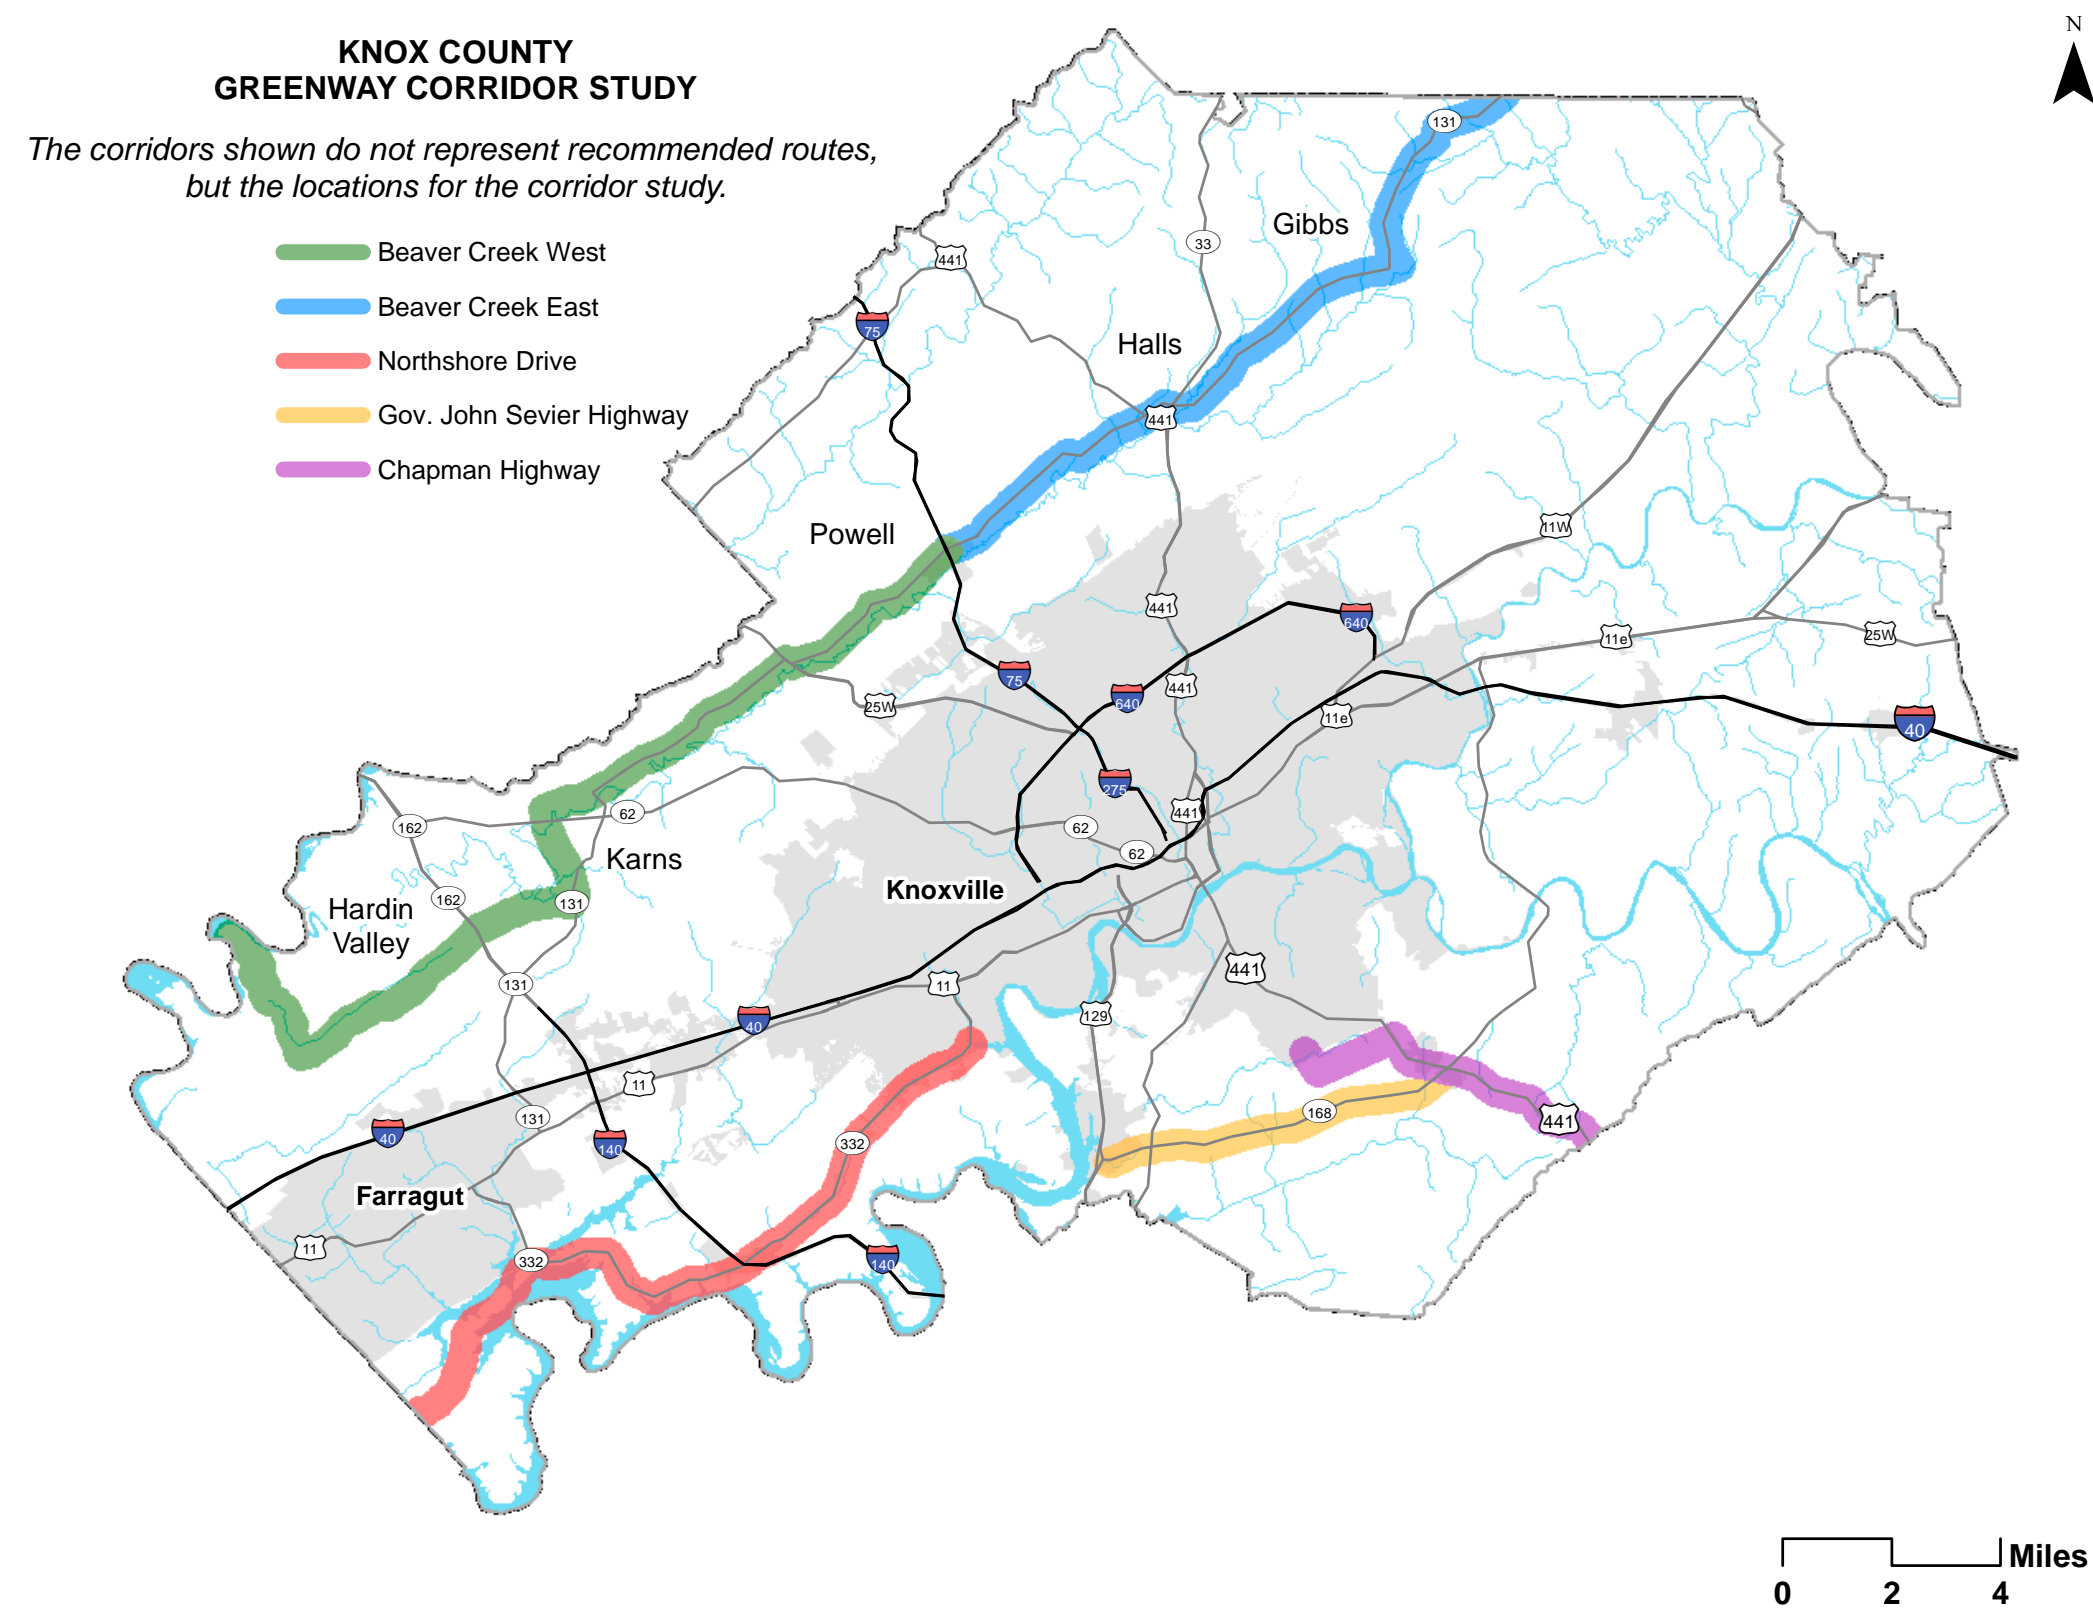 N
KNOX COUNTY
GREENWAY CORRIDOR STUDY
The corridors shown do not represent recommended routes,
but the locations for the corridor study.
Beaver Creek West
Beaver Creek East
Northshore Drive
Gov. John Sevier Highway
Chapman Highway
131
Gibbs
33
441
75
Halls
441
11W
Powell
441
640
11e
25W
75
441
640
25W
11e
40
275
441
62
162
62
62
Karns
Knoxville
162
131
Hardin
Valley
441
131
11
129
40
11
168
131
441
40
140
332
Farragut
11
332
140
Miles
0 2 4